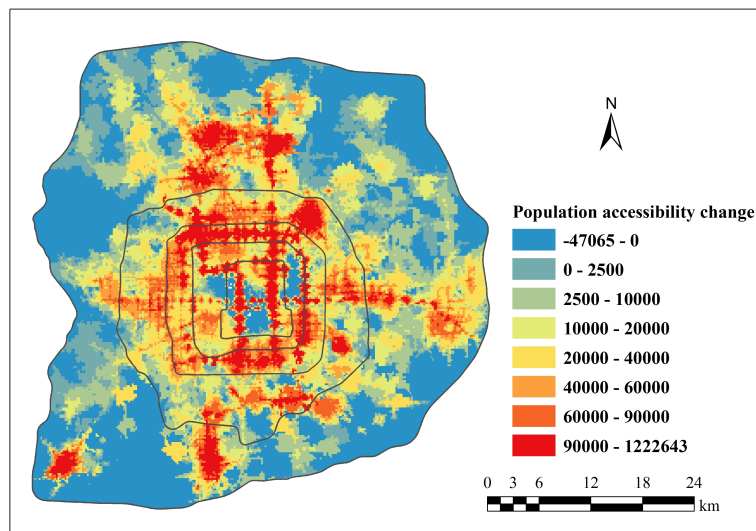 N
Population accessibility change
-47065 - 0
0 - 2500
2500 - 10000
10000 - 20000
20000 - 40000
40000 - 60000
60000 - 90000
90000 - 1222643
0 3 6 12 18 24
km